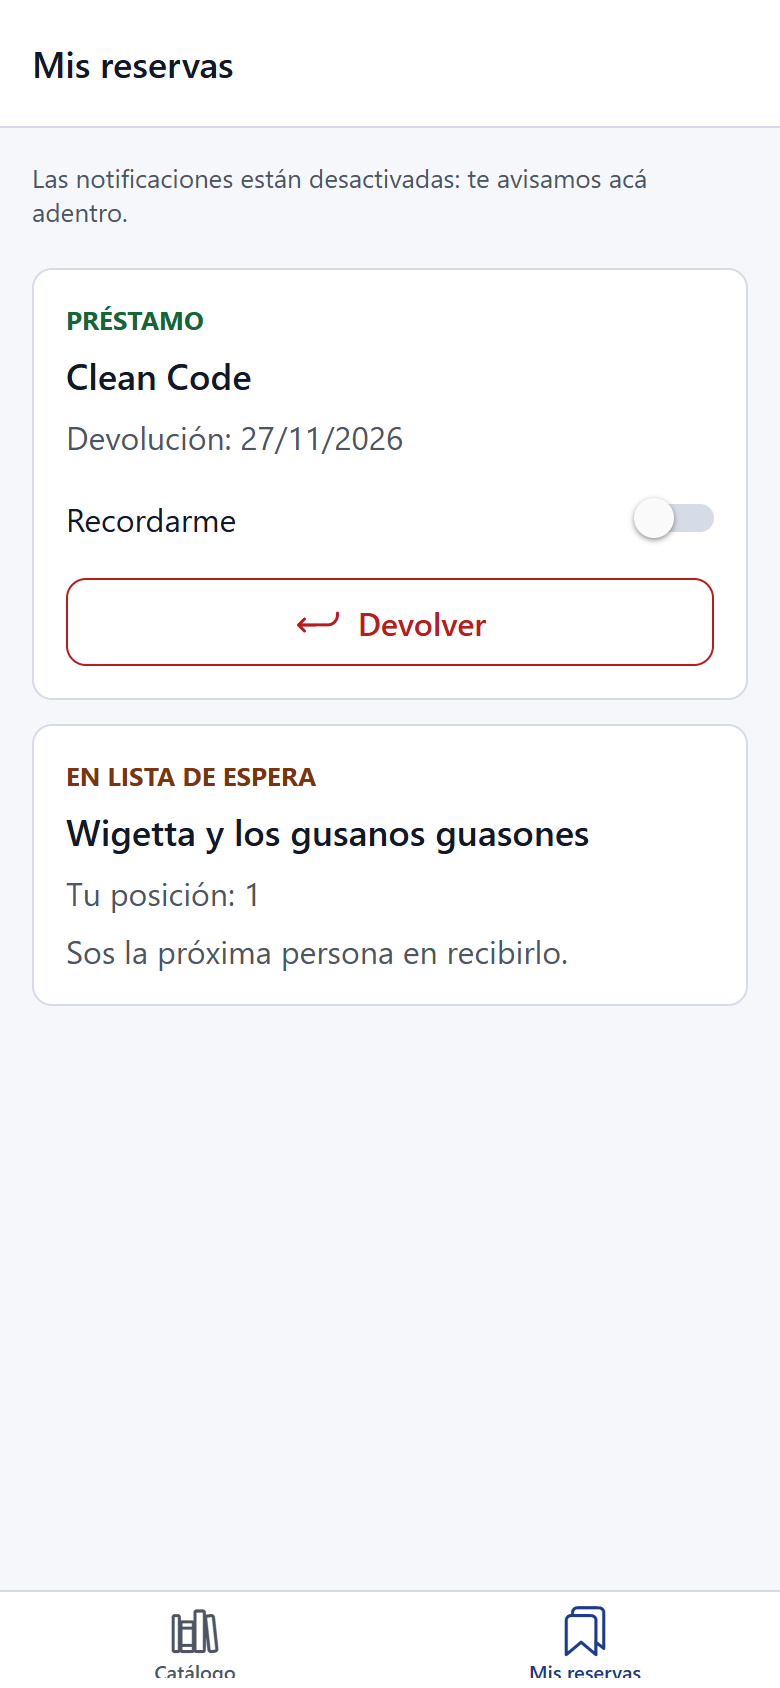 Mis reservas
Las notificaciones están desactivadas: te avisamos acá
adentro.
PRÉSTAMO
Clean Code
Devolución: 27/11/2026
Recordarme
Devolver
EN LISTA DE ESPERA
Wigetta y los gusanos guasones
Tu posición: 1
Sos la próxima persona en recibirlo.
Catálogo
Mis reservas